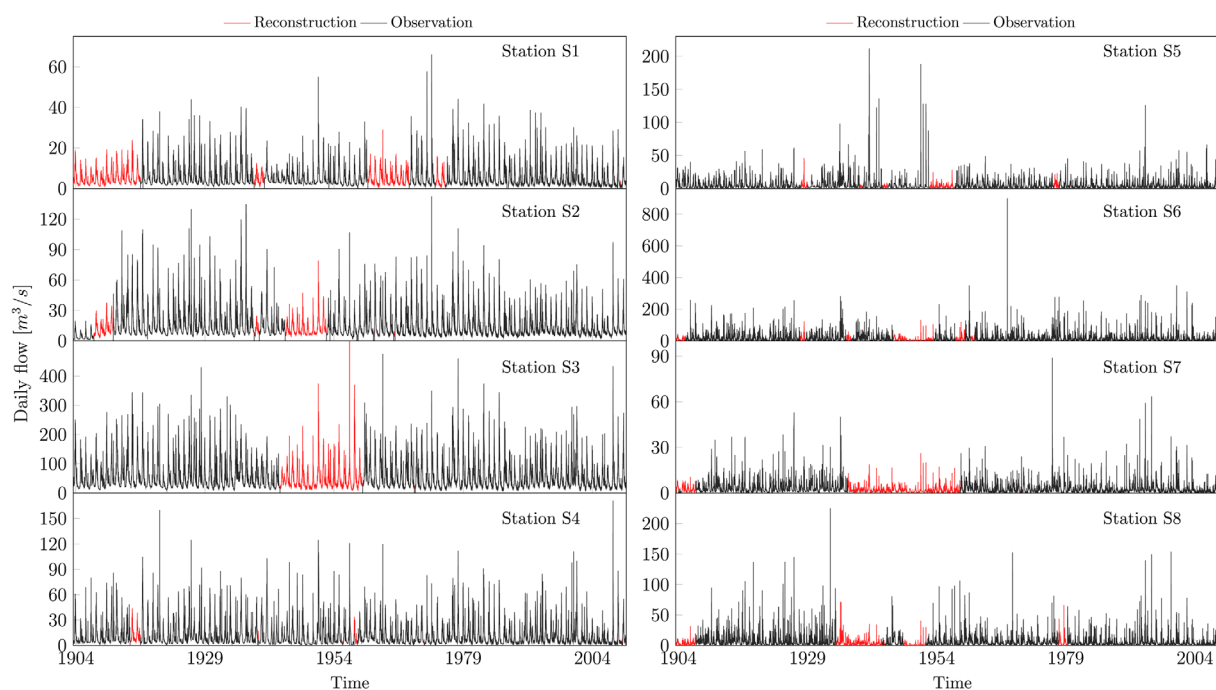 Reconstruction Observation
Station S1
60
40
20
0
Station S2
120
90
60
30
0
Station S3
400
300
200
100
0
Station S4
150
120
90
60
30
0
1904 1929 1954 1979 2004
Time
Daily flow [m³/s]
Reconstruction Observation
Station S5
200
150
100
50
0
Station S6
800
600
400
200
0
Station S7
90
60
30
0
Station S8
200
150
100
50
0
1904 1929 1954 1979 2004
Time